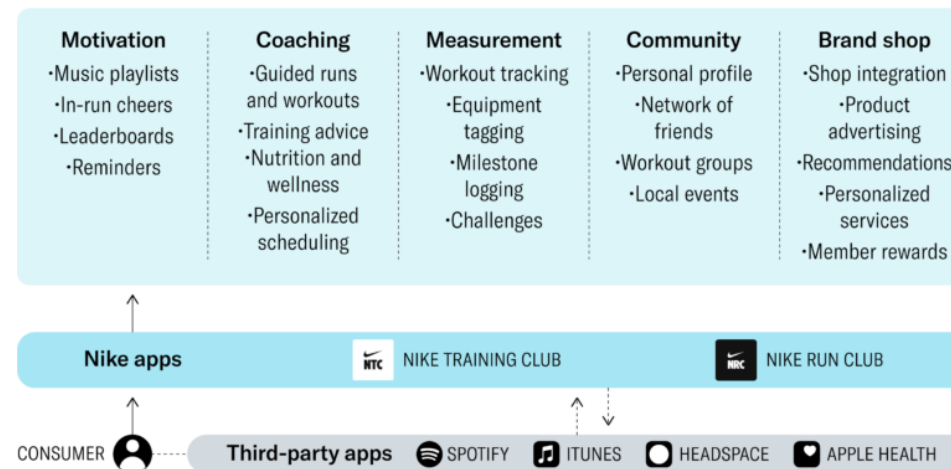 Motivation
•Music playlists
•In-run cheers
•Leaderboards
•Reminders
Coaching
•Guided runs
and workouts
•Training advice
•Nutrition and
wellness
•Personalized
scheduling
Measurement
•Workout tracking
•Equipment
tagging
•Milestone
logging
•Challenges
Community
•Personal profile
•Network of
friends
•Workout groups
•Local events
Brand shop
•Shop integration
•Product
advertising
•Recommendations
•Personalized
services
•Member rewards
Nike apps
NTC
NIKE TRAINING CLUB
NRC
NIKE RUN CLUB
CONSUMER
Third-party apps
SPOTIFY
ITUNES
HEADSPACE
APPLE HEALTH